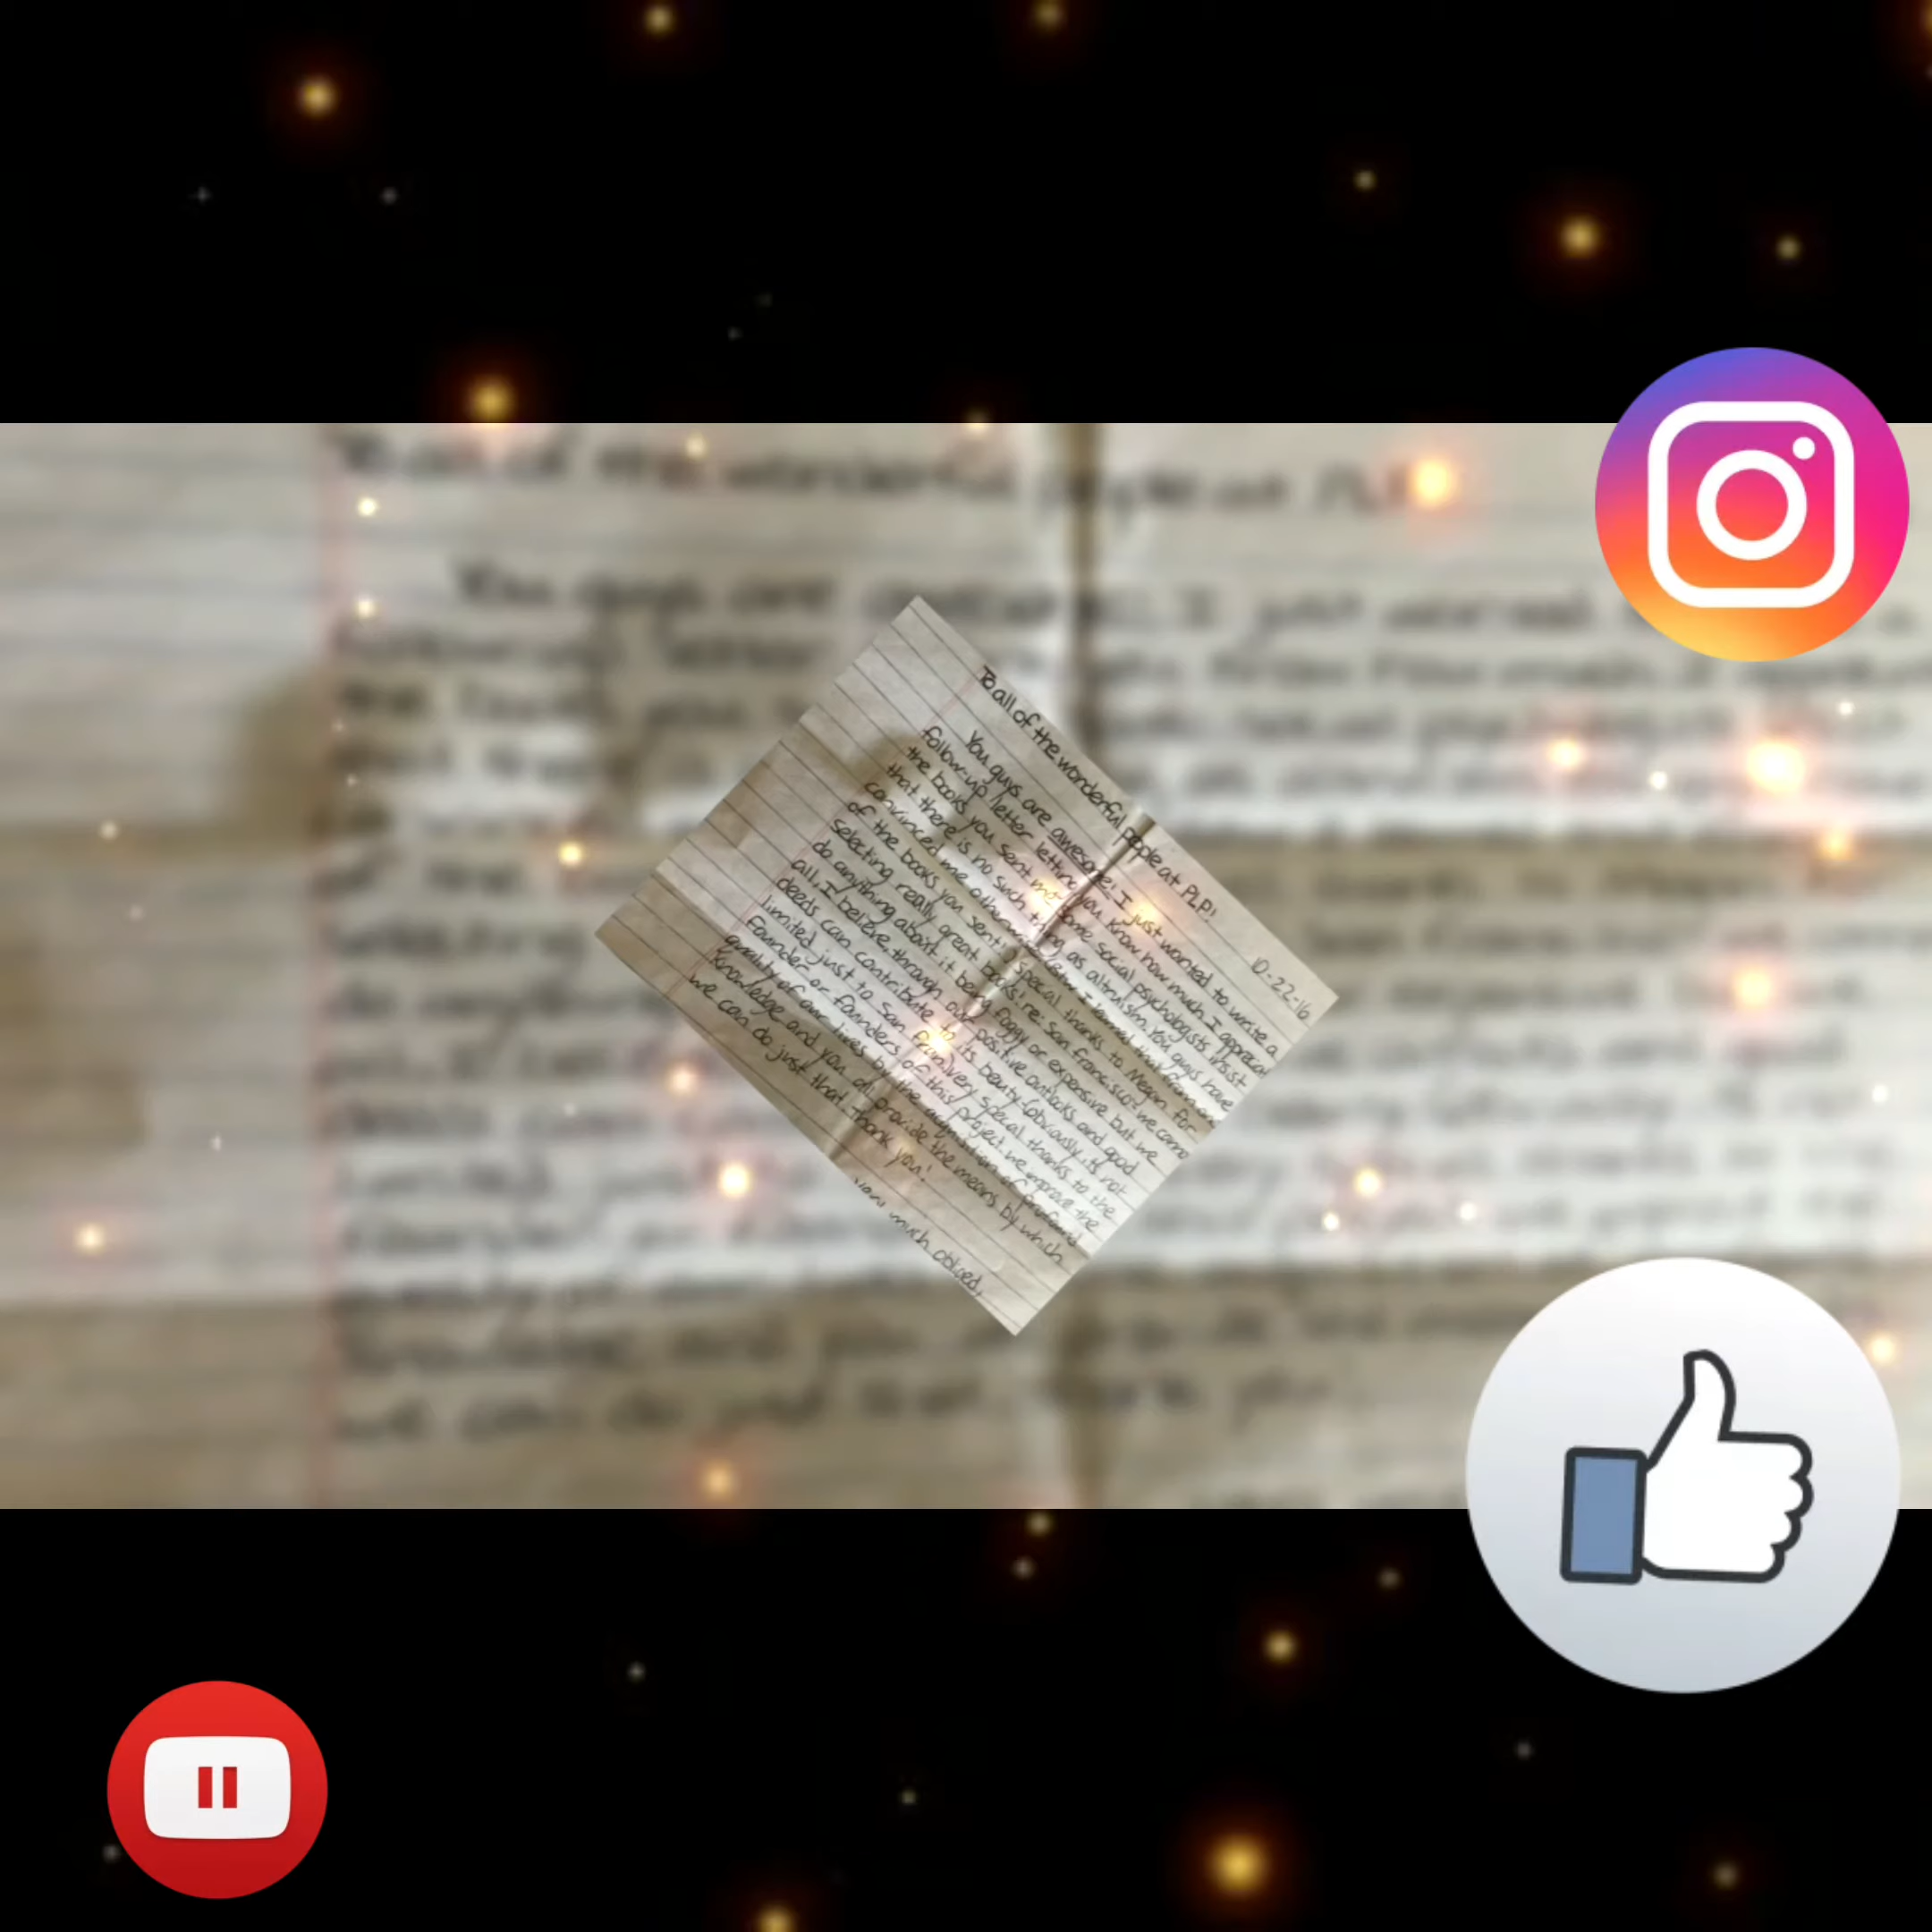 10-22-16
To all of the wonderful people at PLP!
You guys are awesome! I just wanted to write a
follow-up letter letting you know how much I appreciate
the books you sent me. Some social psychologists insist
that there is no such thing as altruism. You guys have
convinced me otherwise.
of the books you sent! Special thanks to Megan for
selecting really great books! re: San Francisco: we cannot
do anything about it being foggy or expensive but we
all, I believe, through our positive outlooks and good
deeds can contribute to its beauty (obviously, it's not
limited just to San Fran) very special thanks to the
Founder or founders of this project. we improve the
quality of our lives by the acquisition of profound
knowledge and you all provide the means by which
we can do just that. Thank you!
very much obliged,